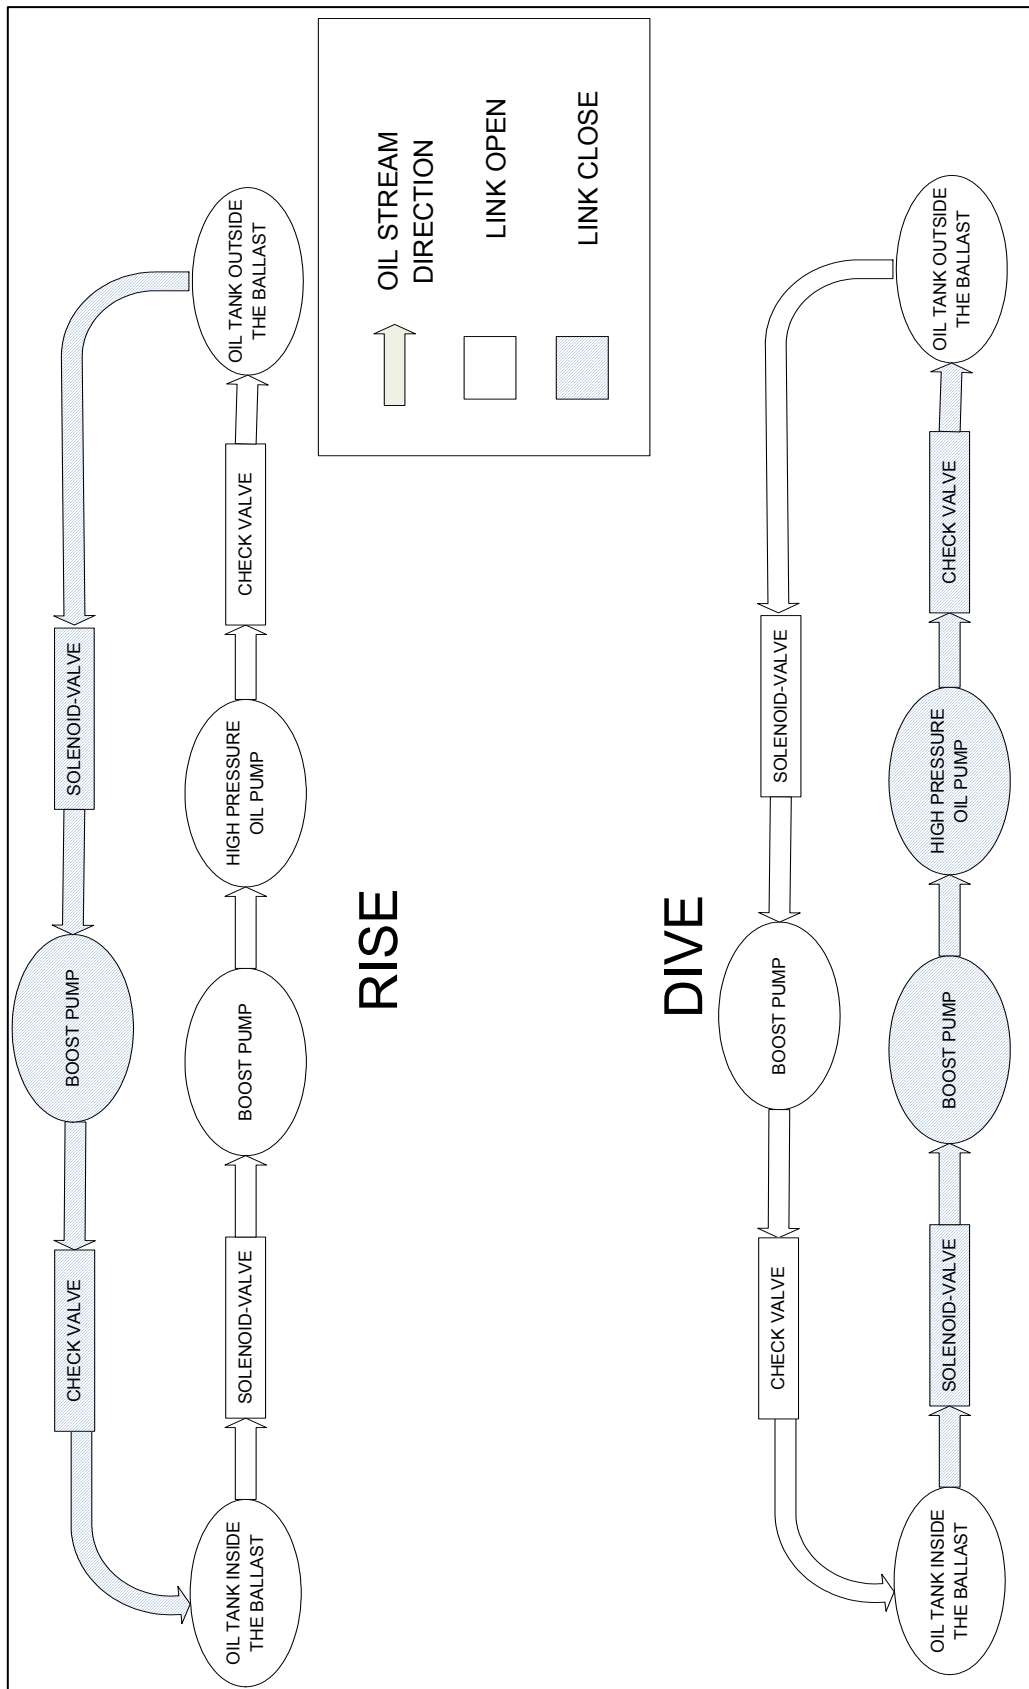 CHECK VALVE
BOOST PUMP
SOLENOID-VALVE
OIL TANK INSIDE
THE BALLAST
SOLENOID-VALVE
BOOST PUMP
HIGH PRESSURE
OIL PUMP
CHECK VALVE
OIL TANK OUTSIDE
THE BALLAST
RISE
OIL STREAM
DIRECTION
LINK OPEN
LINK CLOSE
DIVE
CHECK VALVE
BOOST PUMP
SOLENOID-VALVE
OIL TANK INSIDE
THE BALLAST
SOLENOID-VALVE
BOOST PUMP
HIGH PRESSURE
OIL PUMP
CHECK VALVE
OIL TANK OUTSIDE
THE BALLAST